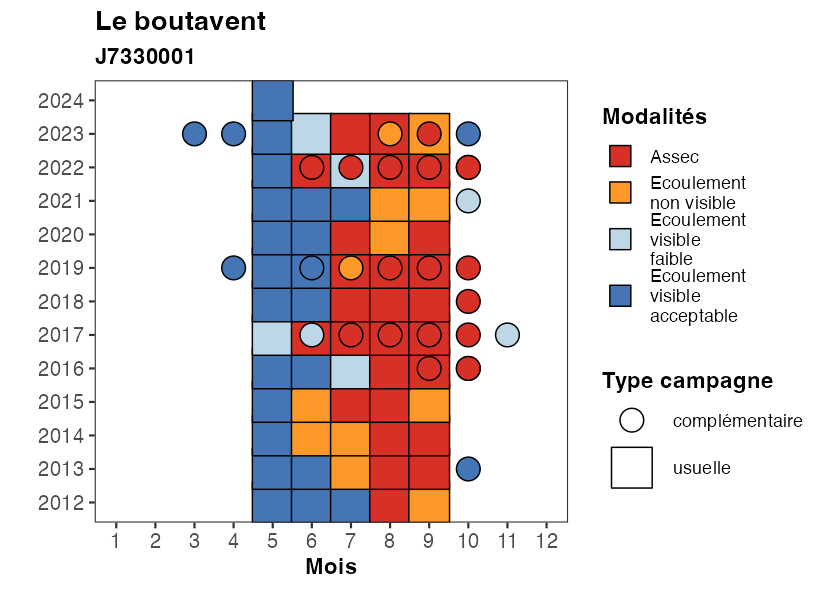 Le boutavent
J7330001
2024
2023
2022
2021
2020
2019
2018
2017
2016
2015
2014
2013
2012
1 2 3 4 5 6 7 8 9 10 11 12
Mois
Modalités
Assec
Ecoulement
non visible
Ecoulement
visible
faible
Ecoulement
visible
acceptable
Type campagne
complémentaire
usuelle